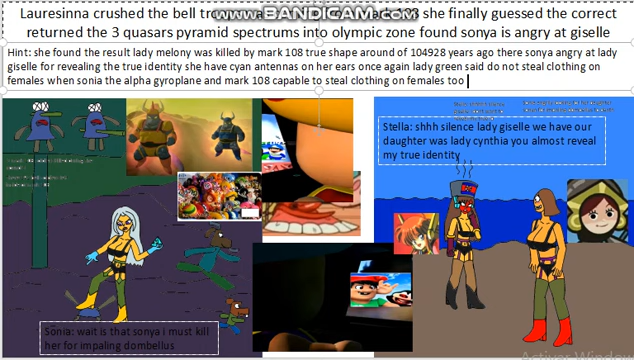 www.BANDICAM.com
Lauresinna crushed the bell 108 she finally guessed the correct
returned the 3 quasars pyramid spectrums into olympic zone found sonya is angry at giselle
Hint: she found the result lady melony was killed by mark 108 true shape around of 104928 years ago there sonya angry at lady
giselle for revealing the true identity she have cyan antennas on her ears once again lady green said do not steal clothing on
females when sonia the alpha gyroplane and mark 108 capable to steal clothing on females too
Stella: shhh silence lady giselle we have our
daughter was lady cynthia you almost reveal
my true identity
Sonia: wait is that sonya i must kill
her for impaling dombellus